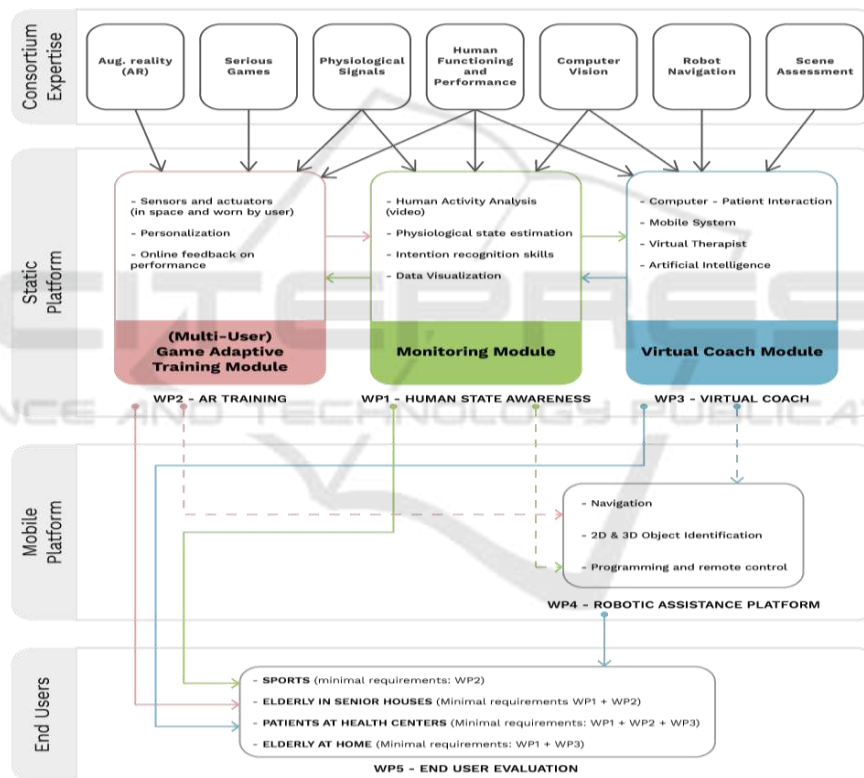 Consortium
Expertise
Aug. reality
(AR)
Serious
Games
Physiological
Signals
Human
Functioning
and
Performance
Computer
Vision
Robot
Navigation
Scene
Assessment
Static
Platform
- Sensors and actuators
(in space and worn by user)
- Personalization
- Online feedback on
performance
(Multi-User)
Game Adaptive
Training Module
WP2 - AR TRAINING
- Human Activity Analysis
(video)
- Physiological state estimation
- Intention recognition skills
- Data Visualization
Monitoring Module
WP1 - HUMAN STATE AWARENESS
- Computer - Patient Interaction
- Mobile System
- Virtual Therapist
- Artificial Intelligence
Virtual Coach Module
WP3 - VIRTUAL COACH
CITEPRES
NCE AND TECHNOLOGY PUBLICAT
Mobile
Platform
- Navigation
- 2D & 3D Object Identification
- Programming and remote control
WP4 - ROBOTIC ASSISTANCE PLATFORM
End Users
- SPORTS (minimal requirements: WP2)
- ELDERLY IN SENIOR HOUSES (Minimal requirements WP1 + WP2)
- PATIENTS AT HEALTH CENTERS (Minimal requirements: WP1 + WP2 + WP3)
- ELDERLY AT HOME (Minimal requirements: WP1 + WP3)
WP5 - END USER EVALUATION